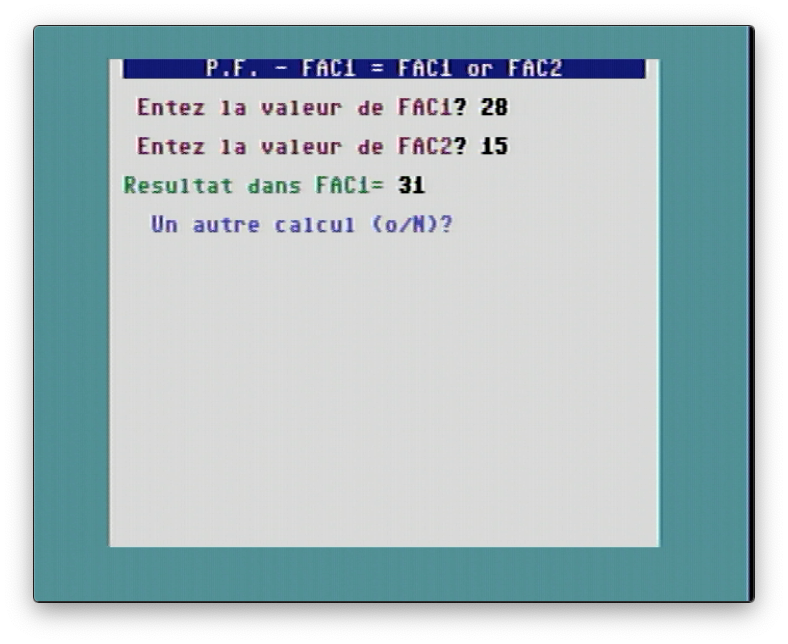 P.F. - FAC1 = FAC1 or FAC2
Entez la valeur de FAC1? 28
Entez la valeur de FAC2? 15
Resultat dans FAC1= 31
Un autre calcul (o/N)?